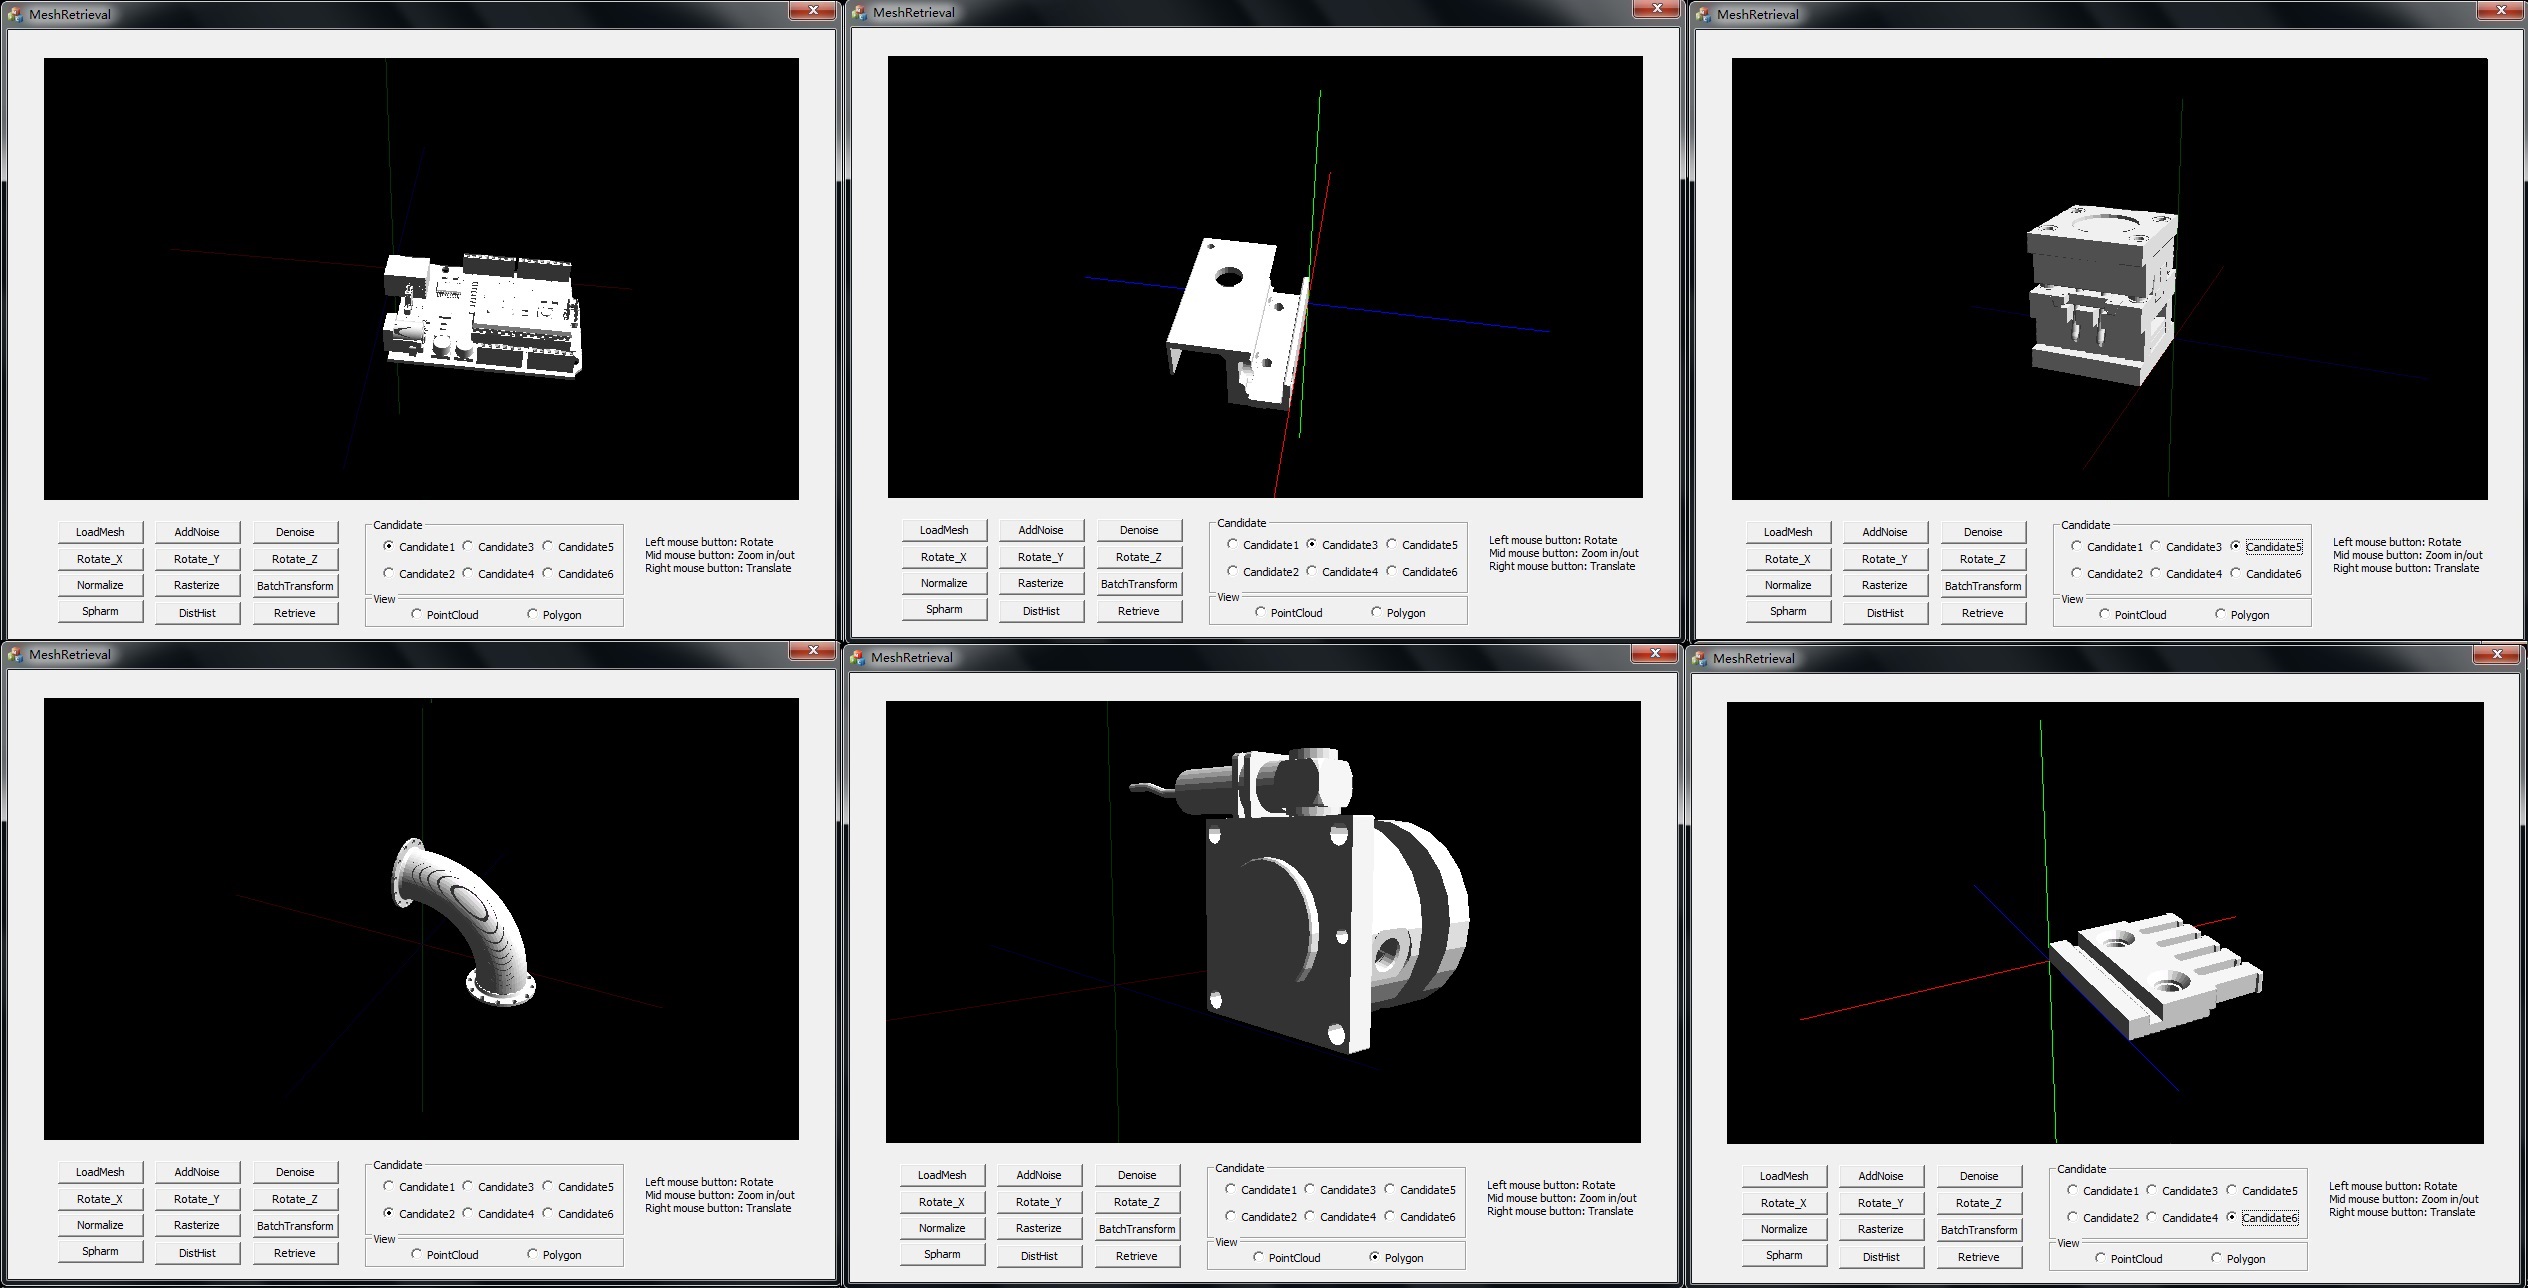 MeshRetrieval
LoadMesh AddNoise Denoise
Rotate_X Rotate_Y Rotate_Z
Normalize Rasterize BatchTransform
Spharm DistHist Retrieve
Candidate
Candidate1 Candidate3 Candidate5
Candidate2 Candidate4 Candidate6
View
PointCloud Polygon
Left mouse button: Rotate
Mid mouse button: Zoom in/out
Right mouse button: Translate
MeshRetrieval
LoadMesh AddNoise Denoise
Rotate_X Rotate_Y Rotate_Z
Normalize Rasterize BatchTransform
Spharm DistHist Retrieve
Candidate
Candidate1 Candidate3 Candidate5
Candidate2 Candidate4 Candidate6
View
PointCloud Polygon
Left mouse button: Rotate
Mid mouse button: Zoom in/out
Right mouse button: Translate
MeshRetrieval
LoadMesh AddNoise Denoise
Rotate_X Rotate_Y Rotate_Z
Normalize Rasterize BatchTransform
Spharm DistHist Retrieve
Candidate
Candidate1 Candidate3 Candidate5
Candidate2 Candidate4 Candidate6
View
PointCloud Polygon
Left mouse button: Rotate
Mid mouse button: Zoom in/out
Right mouse button: Translate
MeshRetrieval
LoadMesh AddNoise Denoise
Rotate_X Rotate_Y Rotate_Z
Normalize Rasterize BatchTransform
Spharm DistHist Retrieve
Candidate
Candidate1 Candidate3 Candidate5
Candidate2 Candidate4 Candidate6
View
PointCloud Polygon
Left mouse button: Rotate
Mid mouse button: Zoom in/out
Right mouse button: Translate
MeshRetrieval
LoadMesh AddNoise Denoise
Rotate_X Rotate_Y Rotate_Z
Normalize Rasterize BatchTransform
Spharm DistHist Retrieve
Candidate
Candidate1 Candidate3 Candidate5
Candidate2 Candidate4 Candidate6
View
PointCloud Polygon
Left mouse button: Rotate
Mid mouse button: Zoom in/out
Right mouse button: Translate
MeshRetrieval
LoadMesh AddNoise Denoise
Rotate_X Rotate_Y Rotate_Z
Normalize Rasterize BatchTransform
Spharm DistHist Retrieve
Candidate
Candidate1 Candidate3 Candidate5
Candidate2 Candidate4 Candidate6
View
PointCloud Polygon
Left mouse button: Rotate
Mid mouse button: Zoom in/out
Right mouse button: Translate